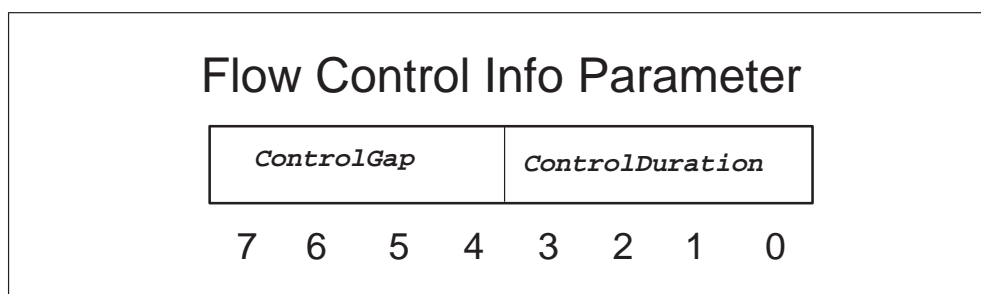 Flow Control Info Parameter
ControlGap ControlDuration
7 6 5 4 3 2 1 0